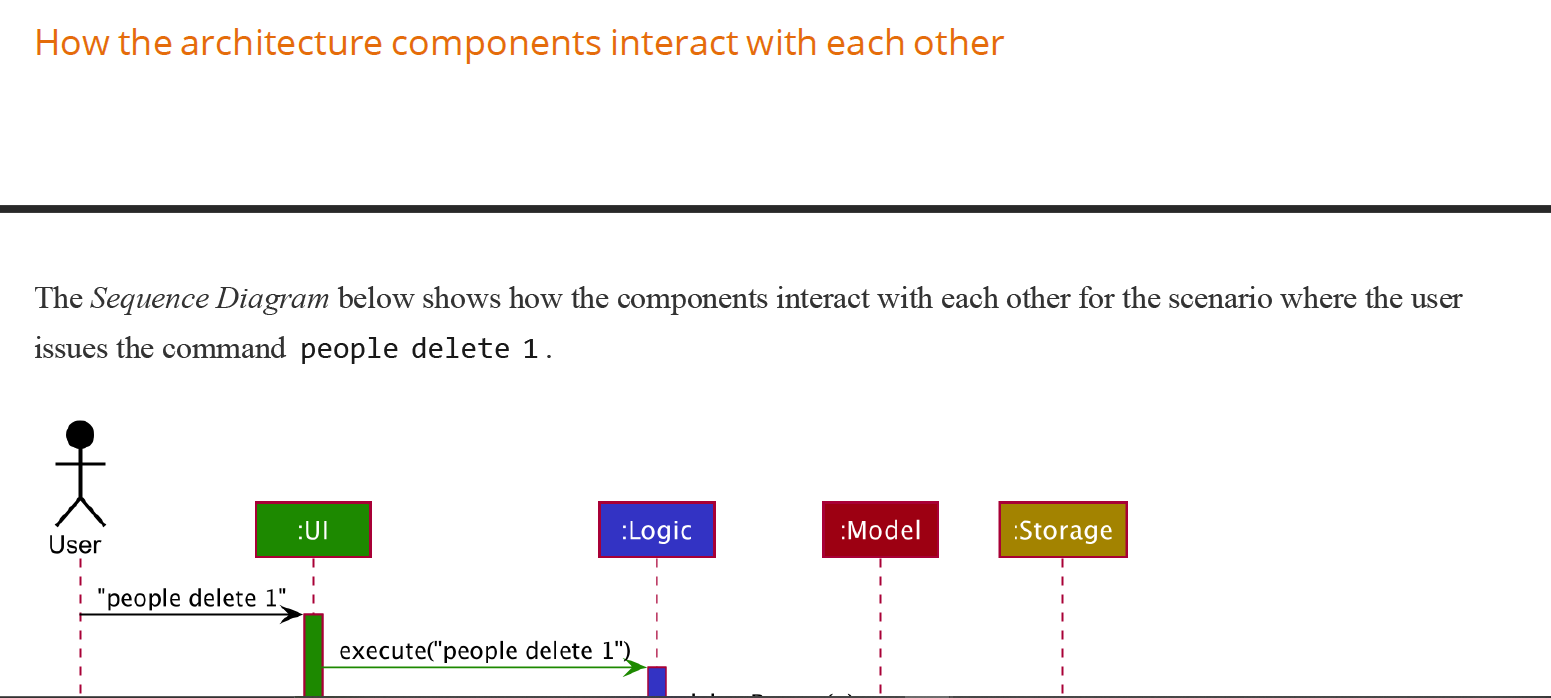 How the architecture components interact with each other
The Sequence Diagram below shows how the components interact with each other for the scenario where the user
issues the command people delete 1.
User
:UI
:Logic
:Model
:Storage
"people delete 1"
execute("people delete 1")